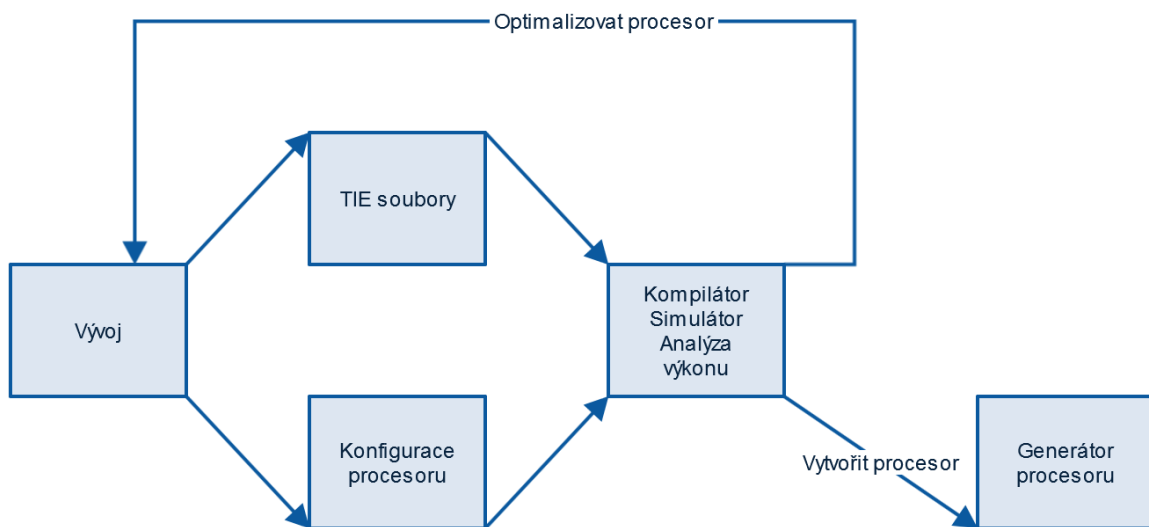 Optimalizovat procesor
TIE soubory
Vývoj
Kompilátor
Simulátor
Analýza
výkonu
Konfigurace
procesoru
Vytvořit procesor
Generátor
procesoru